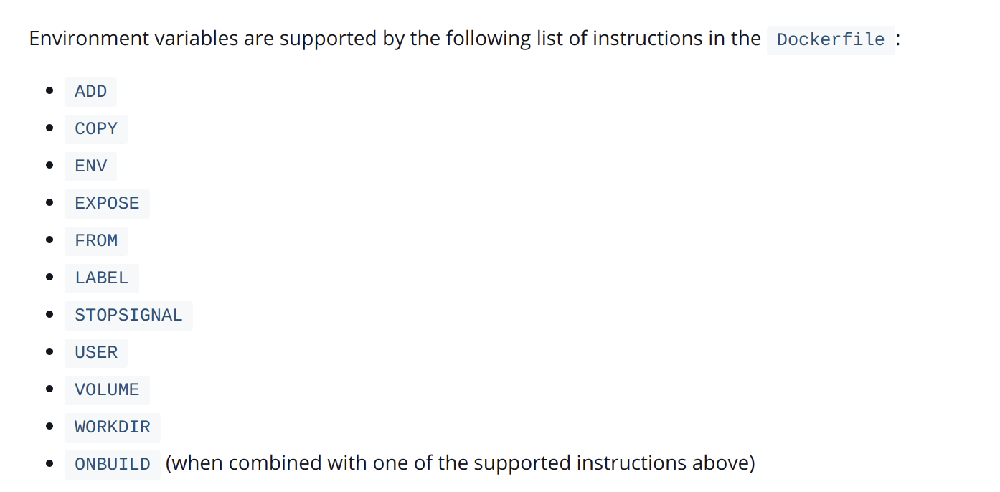 Environment variables are supported by the following list of instructions in the Dockerfile:
• ADD
• COPY
• ENV
• EXPOSE
• FROM
• LABEL
• STOPSIGNAL
• USER
• VOLUME
• WORKDIR
• ONBUILD (when combined with one of the supported instructions above)